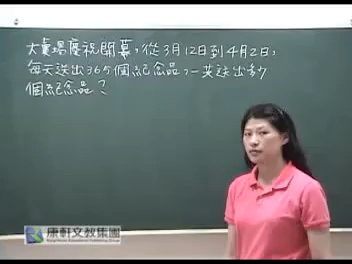 大賣場慶祝開幕,從3月12日到4月2日,
每天送出365個紀念品,一共送出多少
個紀念品?
康軒文教集團